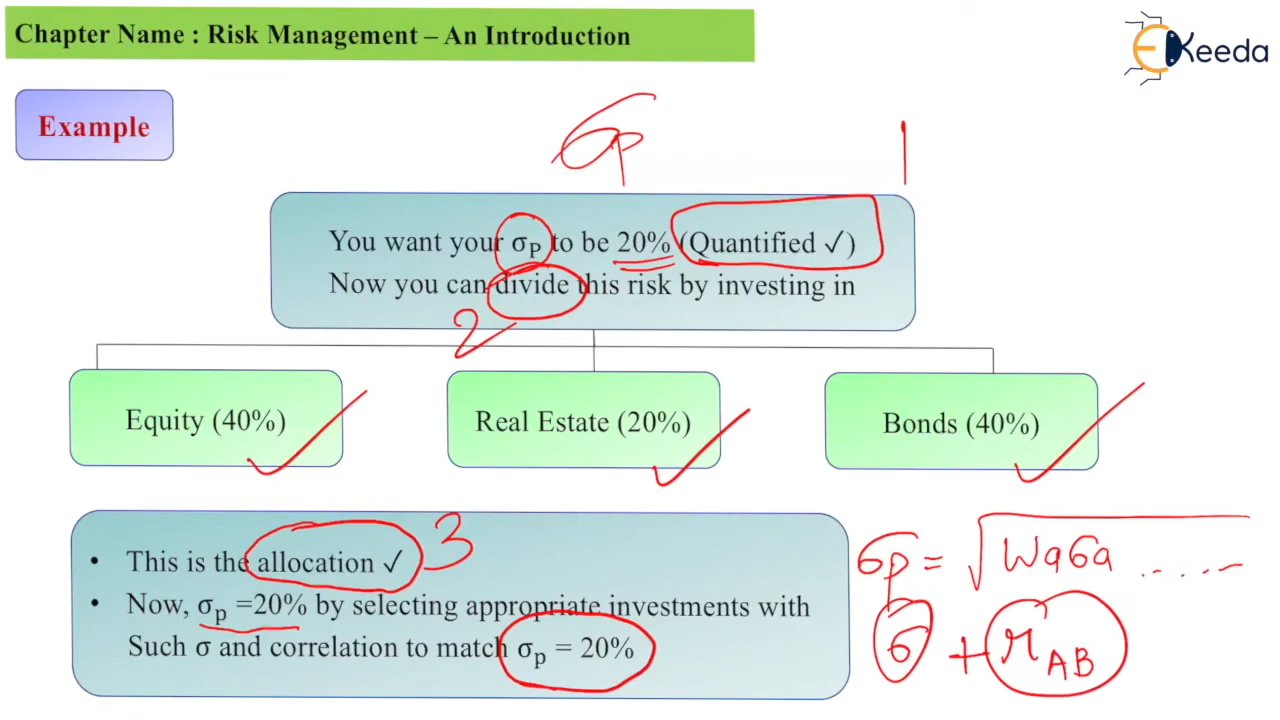 Chapter Name : Risk Management – An Introduction
EKeeda
Example
σp
1
You want your σP to be 20% (Quantified ✓)
Now you can divide this risk by investing in
2
Equity (40%)
Real Estate (20%)
Bonds (40%)
• This is the allocation ✓
3
• Now, σp =20% by selecting appropriate investments with
Such σ and correlation to match σp = 20%
σp = √Waσa ......
σ + rAB